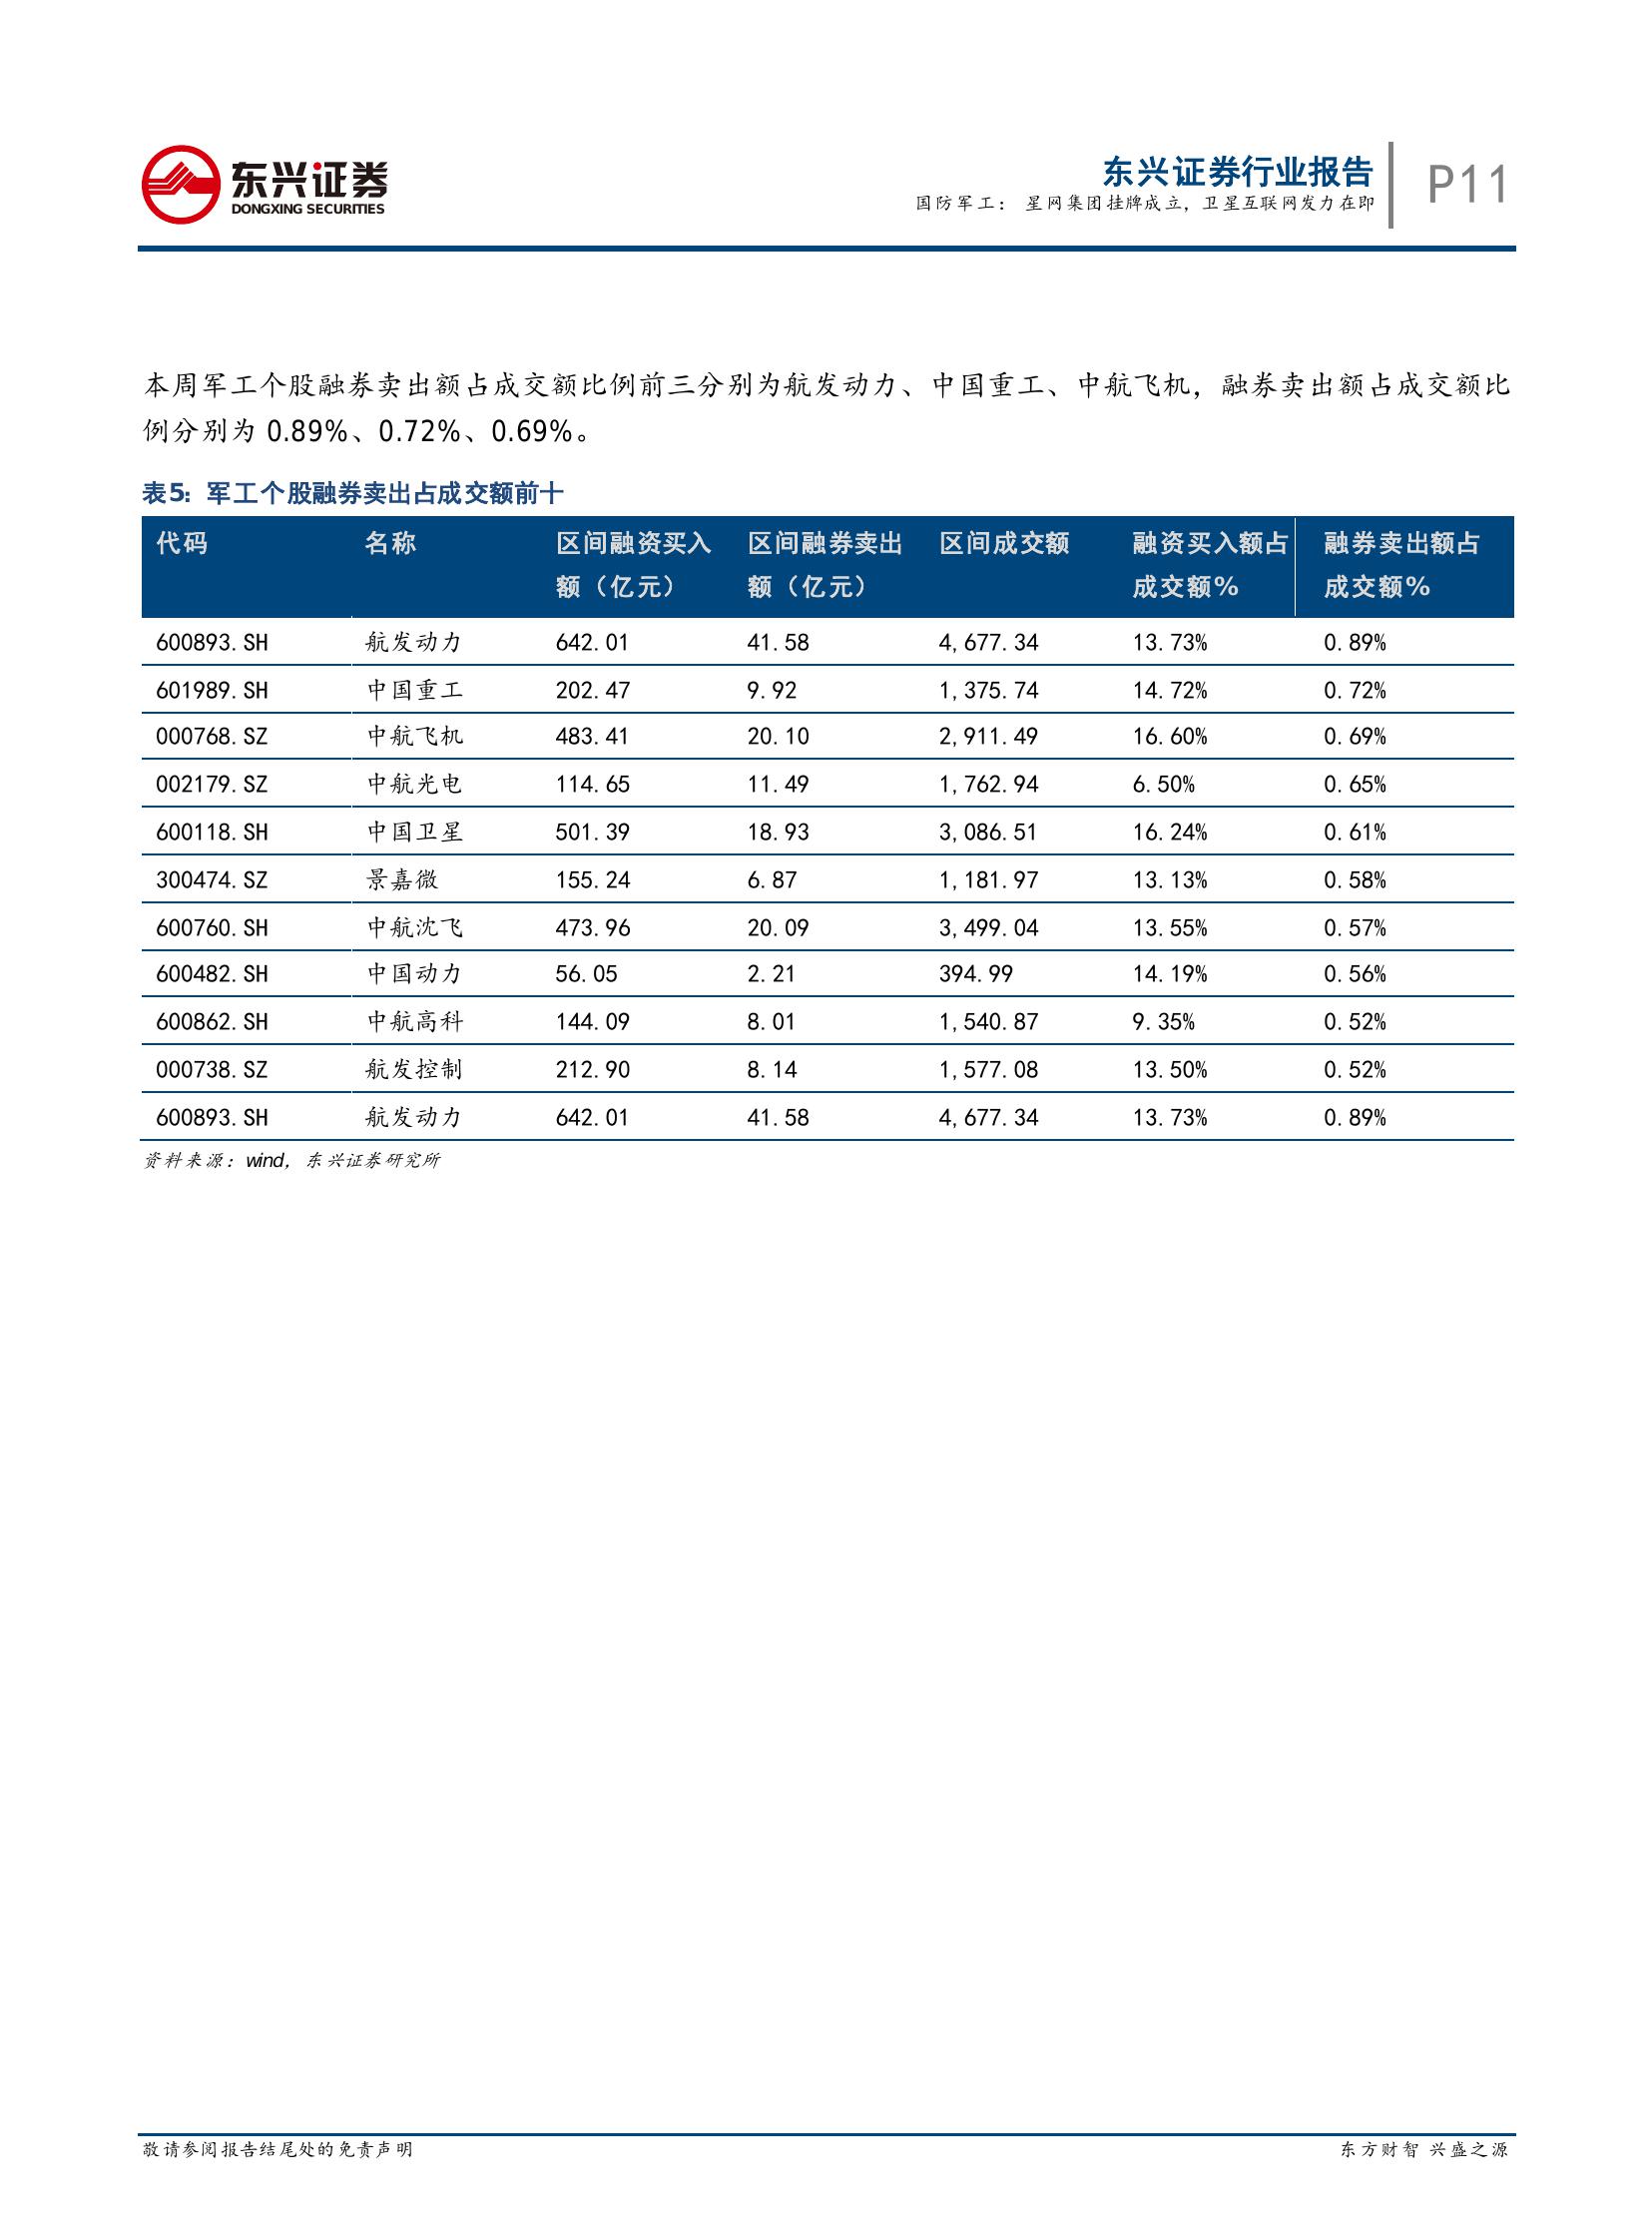 东兴证券
DONGXING SECURITIES
东兴证券行业报告
国防军工： 星网集团挂牌成立，卫星互联网发力在即
P11
本周军工个股融券卖出额占成交额比例前三分别为航发动力、中国重工、中航飞机，融券卖出额占成交额比
例分别为 0.89%、0.72%、0.69%。
表5: 军工个股融券卖出占成交额前十
代码 名称 区间融资买入 区间融券卖出 区间成交额 融资买入额占 融券卖出额占
额（亿元） 额（亿元） 成交额% 成交额%
600893.SH 航发动力 642.01 41.58 4,677.34 13.73% 0.89%
601989.SH 中国重工 202.47 9.92 1,375.74 14.72% 0.72%
000768.SZ 中航飞机 483.41 20.10 2,911.49 16.60% 0.69%
002179.SZ 中航光电 114.65 11.49 1,762.94 6.50% 0.65%
600118.SH 中国卫星 501.39 18.93 3,086.51 16.24% 0.61%
300474.SZ 景嘉微 155.24 6.87 1,181.97 13.13% 0.58%
600760.SH 中航沈飞 473.96 20.09 3,499.04 13.55% 0.57%
600482.SH 中国动力 56.05 2.21 394.99 14.19% 0.56%
600862.SH 中航高科 144.09 8.01 1,540.87 9.35% 0.52%
000738.SZ 航发控制 212.90 8.14 1,577.08 13.50% 0.52%
600893.SH 航发动力 642.01 41.58 4,677.34 13.73% 0.89%
资料来源：wind，东兴证券研究所
敬请参阅报告结尾处的免责声明
东方财智 兴盛之源